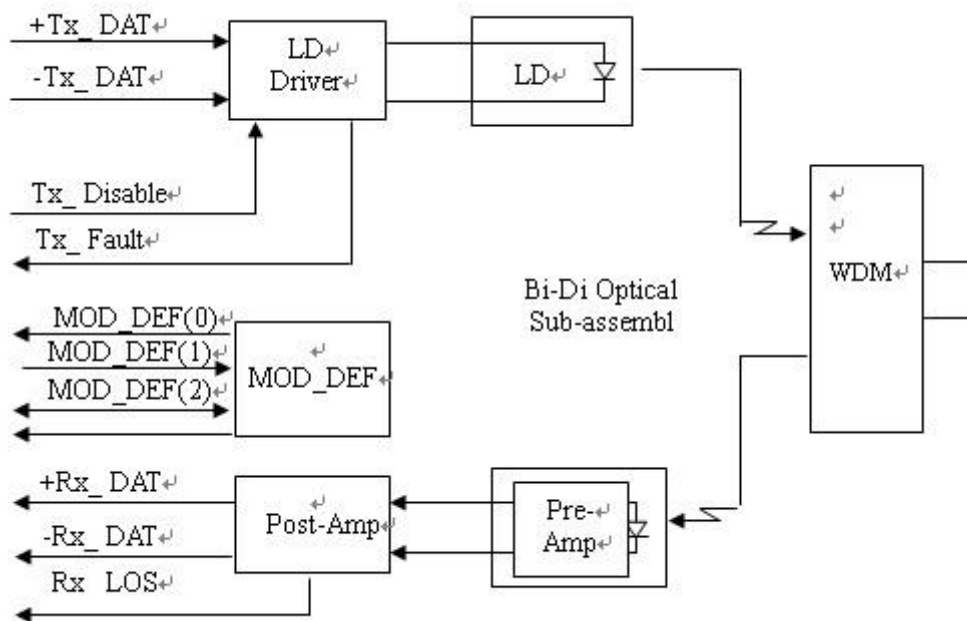 +Tx_ DAT↵
LD↵
Driver↵
LD↵
-Tx_ DAT↵
Tx_ Disable↵
Tx_ Fault↵
↵
↵
WDM↵
Bi-Di Optical
Sub-assembl
MOD_DEF(0)↵
MOD_DEF(1)↵
MOD_DEF(2)↵
↵
MOD_DEF↵
+Rx_ DAT↵
-Rx_ DAT↵
Rx LOS↵
↵
Post-Amp↵
Pre-↵
Amp↵